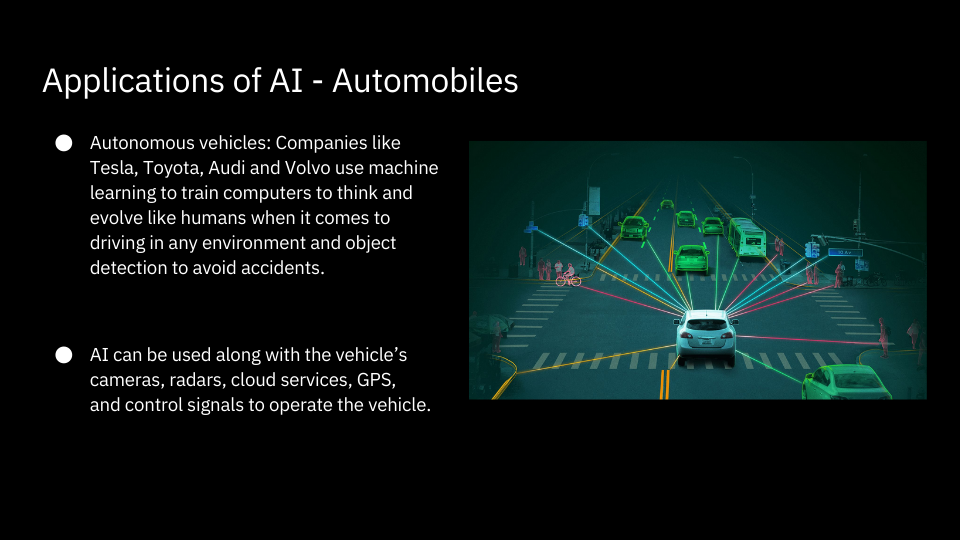 Applications of AI - Automobiles
● Autonomous vehicles: Companies like
Tesla, Toyota, Audi and Volvo use machine
learning to train computers to think and
evolve like humans when it comes to
driving in any environment and object
detection to avoid accidents.
● AI can be used along with the vehicle’s
cameras, radars, cloud services, GPS,
and control signals to operate the vehicle.